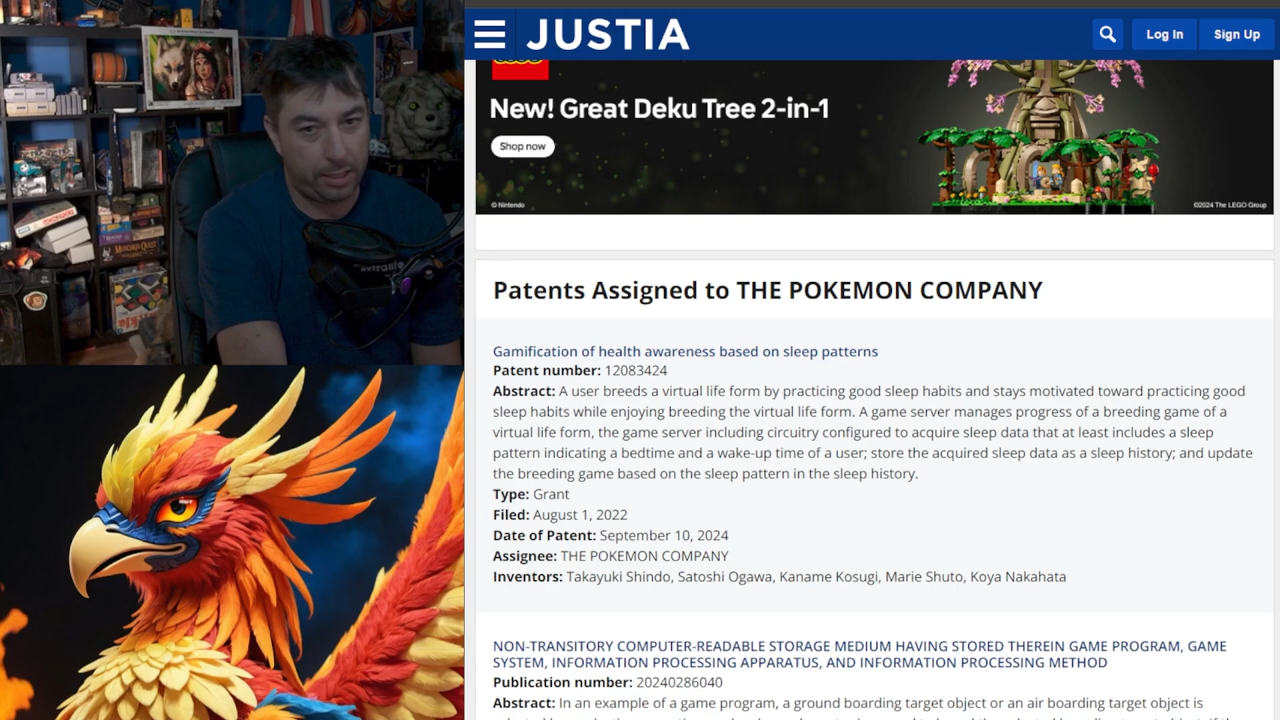 JUSTIA
Log In
Sign Up
New! Great Deku Tree 2-in-1
Shop now
© Nintendo
©2024 The LEGO Group
Patents Assigned to THE POKEMON COMPANY
Gamification of health awareness based on sleep patterns
Patent number: 12083424
Abstract: A user breeds a virtual life form by practicing good sleep habits and stays motivated toward practicing good
sleep habits while enjoying breeding the virtual life form. A game server manages progress of a breeding game of a
virtual life form, the game server including circuitry configured to acquire sleep data that at least includes a sleep
pattern indicating a bedtime and a wake-up time of a user; store the acquired sleep data as a sleep history; and update
the breeding game based on the sleep pattern in the sleep history.
Type: Grant
Filed: August 1, 2022
Date of Patent: September 10, 2024
Assignee: THE POKEMON COMPANY
Inventors: Takayuki Shindo, Satoshi Ogawa, Kaname Kosugi, Marie Shuto, Koya Nakahata
NON-TRANSITORY COMPUTER-READABLE STORAGE MEDIUM HAVING STORED THEREIN GAME PROGRAM, GAME
SYSTEM, INFORMATION PROCESSING APPARATUS, AND INFORMATION PROCESSING METHOD
Publication number: 20240286040
Abstract: In an example of a game program, a ground boarding target object or an air boarding target object is
MUNCHKIN QUEST
extralife